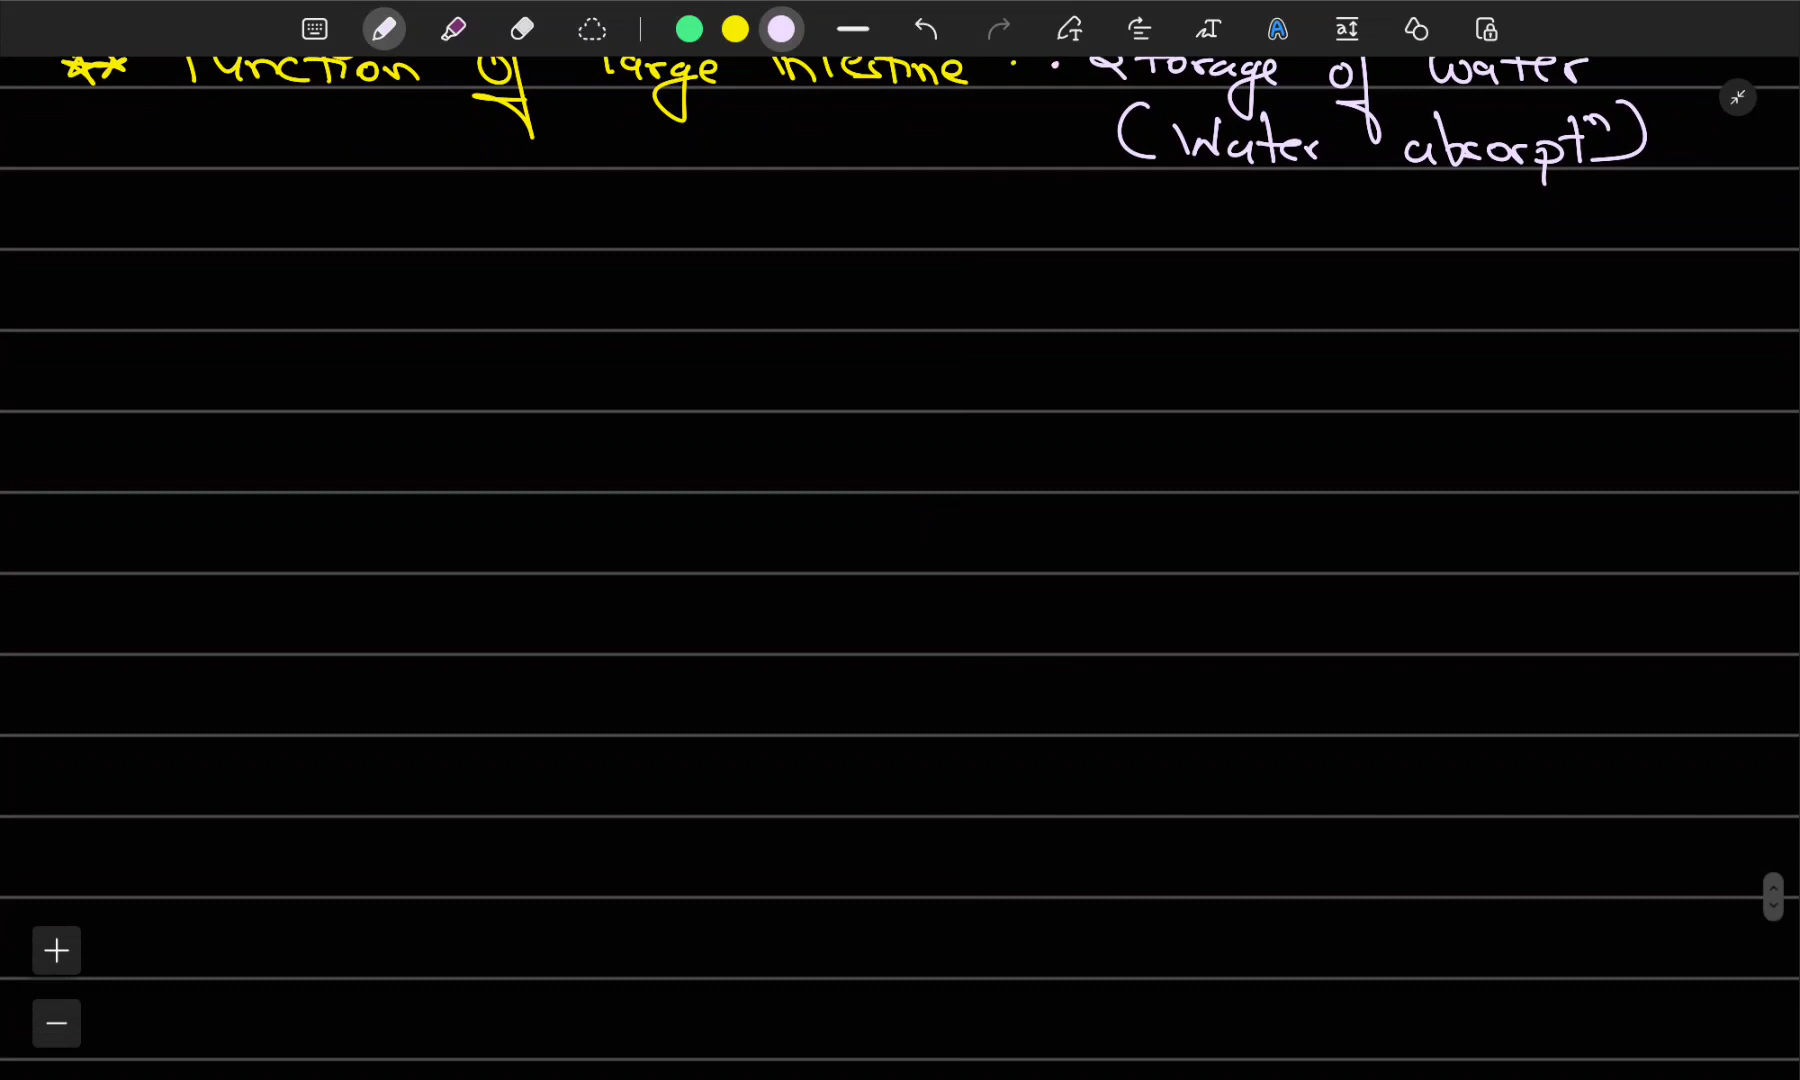 ** Function of large intestine : Storage of water
(Water absorptⁿ)